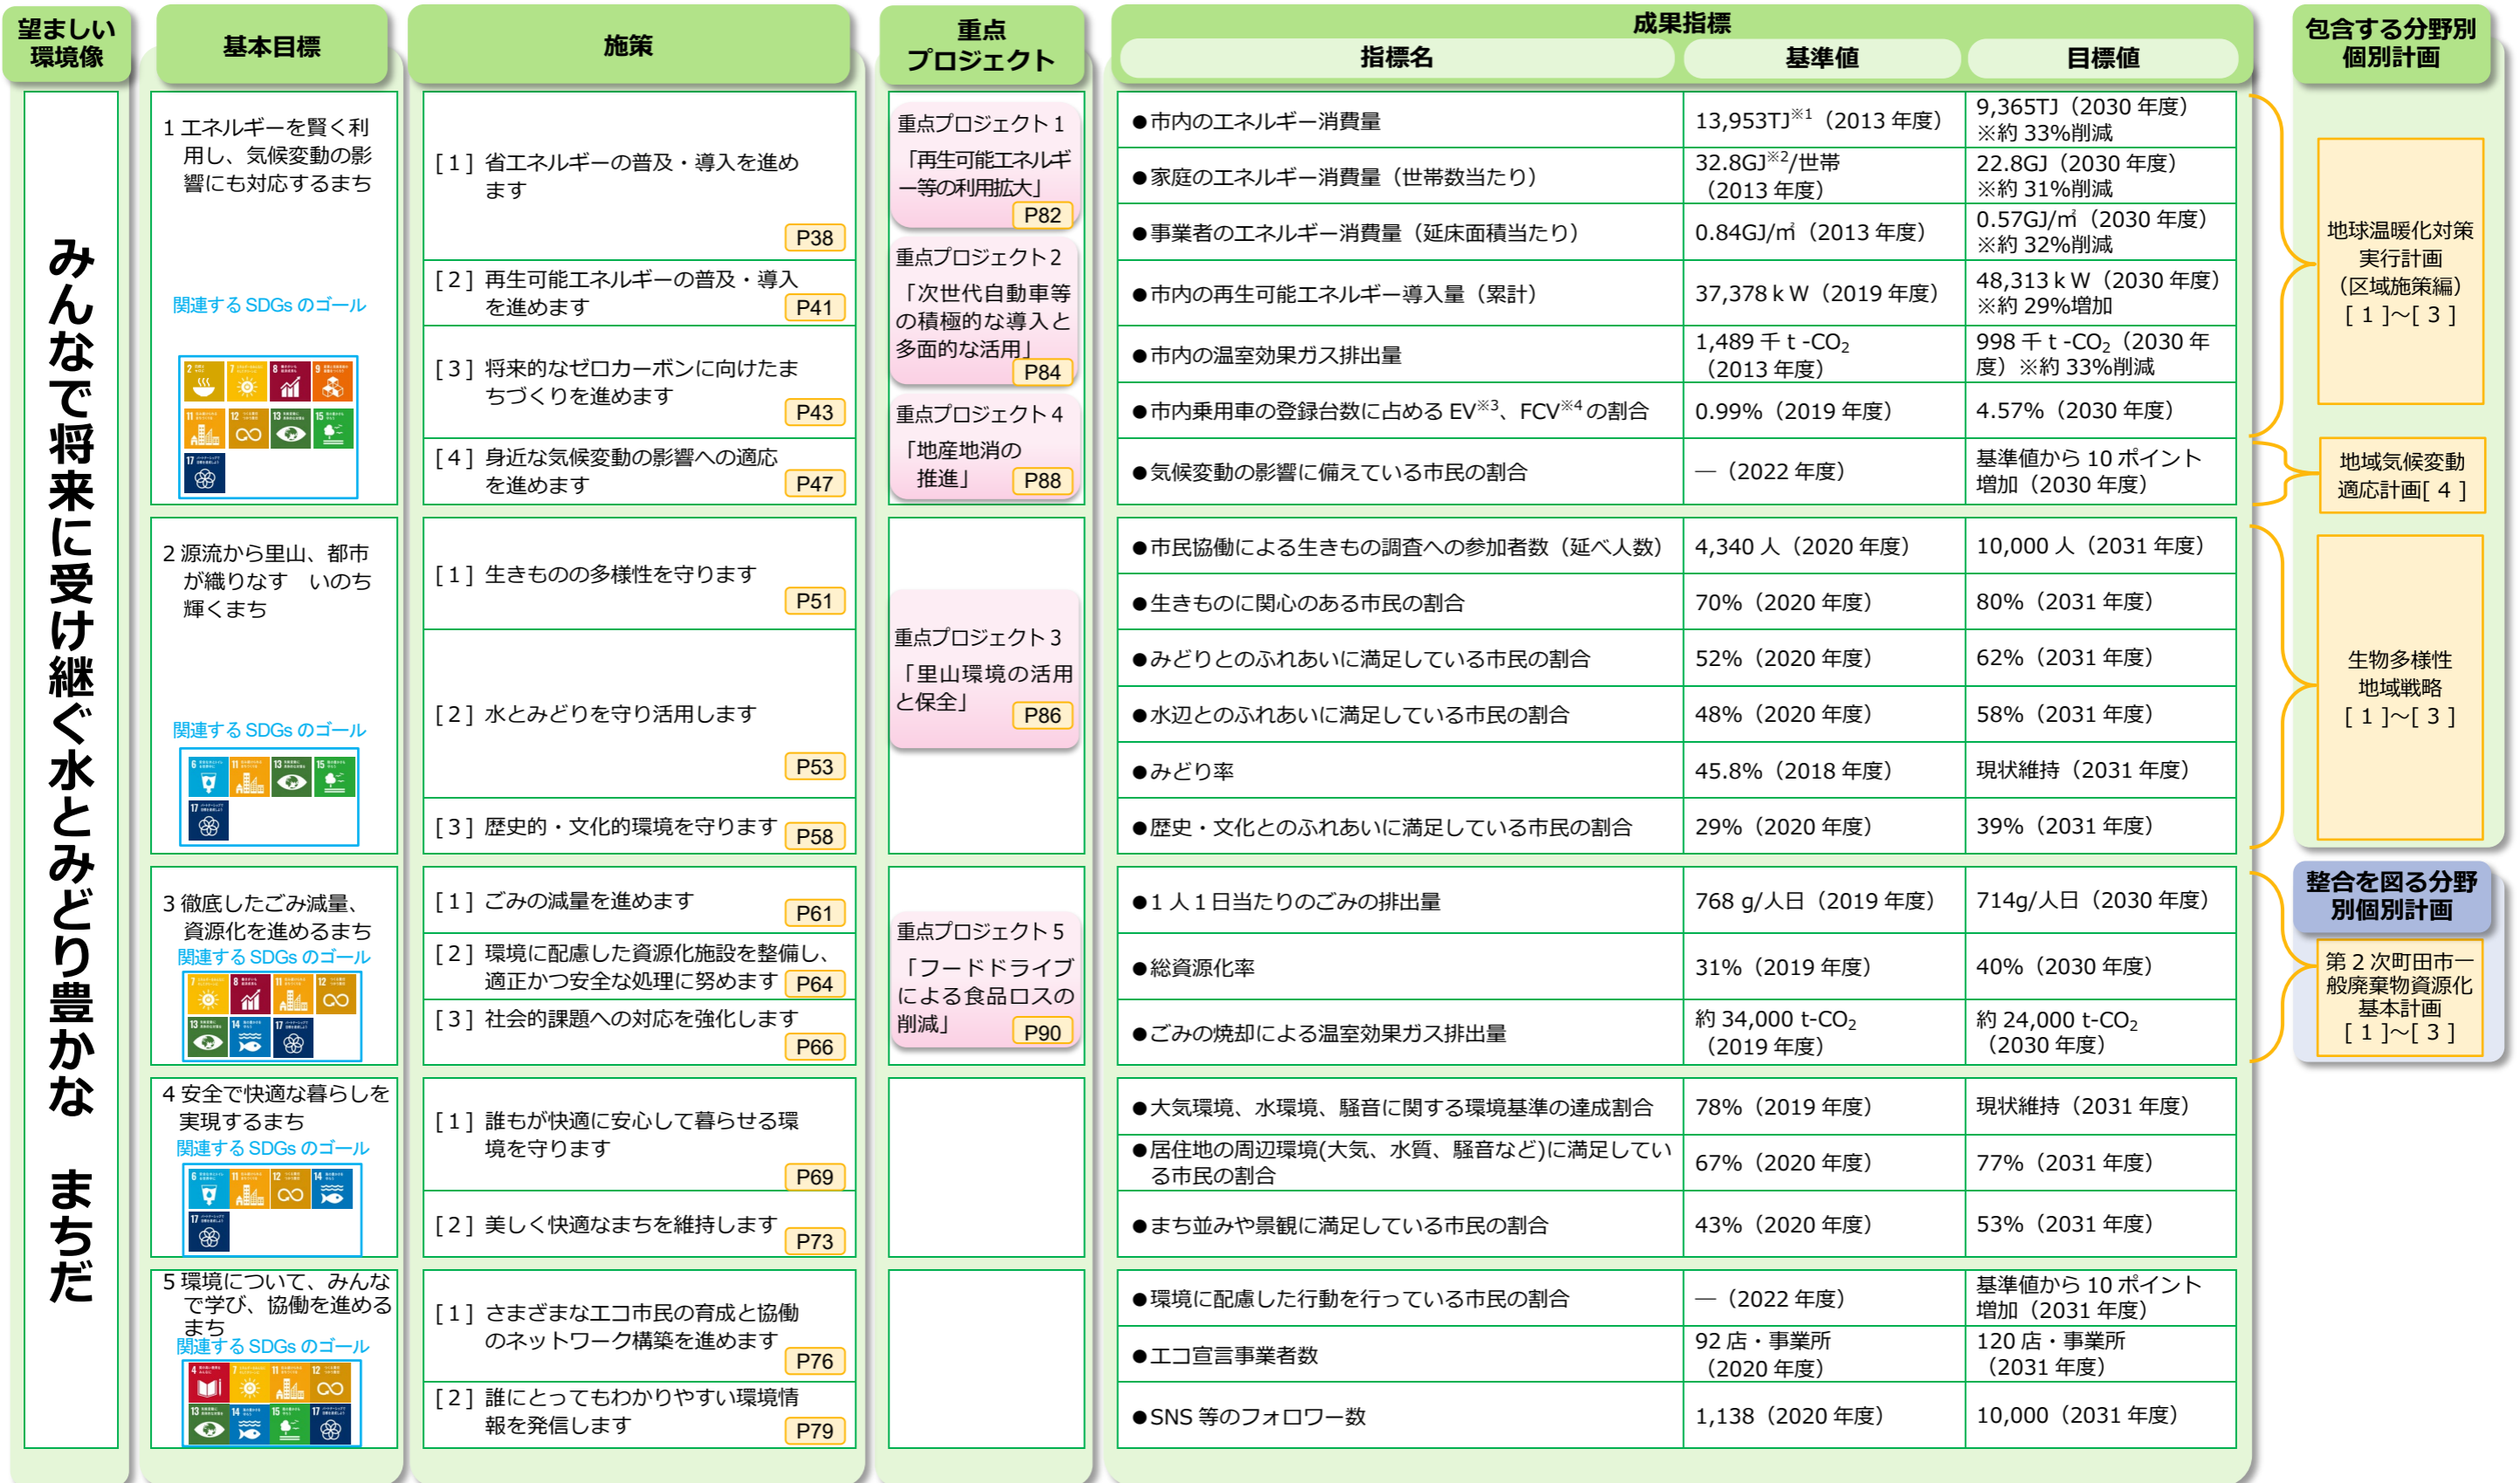 望ましい
環境像
基本目標
施策
重点
プロジェクト
成果指標
指標名
基準値
目標値
包含する分野別
個別計画
みんなで将来に受け継ぐ水とみどり豊かな　まちだ
1 エネルギーを賢く利
用し、気候変動の影
響にも対応するまち
関連する SDGs のゴール
2
7
8
9
11
12
13
15
17
[ 1 ] 省エネルギーの普及・導入を進め
ます
P38
[ 2 ] 再生可能エネルギーの普及・導入
を進めます
P41
[ 3 ] 将来的なゼロカーボンに向けたま
ちづくりを進めます
P43
[ 4 ] 身近な気候変動の影響への適応
を進めます
P47
重点プロジェクト 1
「再生可能エネルギ
ー等の利用拡大」
P82
重点プロジェクト 2
「次世代自動車等
の積極的な導入と
多面的な活用」
P84
重点プロジェクト 4
「地産地消の
推進」
P88
●市内のエネルギー消費量
13,953TJ※1（2013 年度）
9,365TJ（2030 年度）
※約 33%削減
●家庭のエネルギー消費量（世帯数当たり）
32.8GJ※2/世帯
（2013 年度）
22.8GJ（2030 年度）
※約 31%削減
●事業者のエネルギー消費量（延床面積当たり）
0.84GJ/㎡（2013 年度）
0.57GJ/㎡（2030 年度）
※約 32%削減
●市内の再生可能エネルギー導入量（累計）
37,378ｋW（2019 年度）
48,313ｋW（2030 年度）
※約 29%増加
●市内の温室効果ガス排出量
1,489 千 t -CO2
（2013 年度）
998 千 t -CO2（2030 年
度）※約 33%削減
●市内乗用車の登録台数に占める EV※3、FCV※4 の割合
0.99%（2019 年度）
4.57%（2030 年度）
●気候変動の影響に備えている市民の割合
―（2022 年度）
基準値から 10 ポイント
増加（2030 年度）
地球温暖化対策
実行計画
（区域施策編）
[ 1 ]～[ 3 ]
地域気候変動
適応計画[ 4 ]
2 源流から里山、都市
が織りなす　いのち
輝くまち
関連する SDGs のゴール
6
11
13
15
17
[ 1 ] 生きものの多様性を守ります
P51
[ 2 ] 水とみどりを守り活用します
P53
[ 3 ] 歴史的・文化的環境を守ります
P58
重点プロジェクト 3
「里山環境の活用
と保全」
P86
●市民協働による生きもの調査への参加者数（延べ人数）
4,340 人（2020 年度）
10,000 人（2031 年度）
●生きものに関心のある市民の割合
70%（2020 年度）
80%（2031 年度）
●みどりとのふれあいに満足している市民の割合
52%（2020 年度）
62%（2031 年度）
●水辺とのふれあいに満足している市民の割合
48%（2020 年度）
58%（2031 年度）
●みどり率
45.8%（2018 年度）
現状維持（2031 年度）
●歴史・文化とのふれあいに満足している市民の割合
29%（2020 年度）
39%（2031 年度）
生物多様性
地域戦略
[ 1 ]～[ 3 ]
3 徹底したごみ減量、
資源化を進めるまち
関連する SDGs のゴール
7
8
11
12
13
14
17
[ 1 ] ごみの減量を進めます
P61
[ 2 ] 環境に配慮した資源化施設を整備し、
適正かつ安全な処理に努めます
P64
[ 3 ] 社会的課題への対応を強化します
P66
重点プロジェクト 5
「フードドライブ
による食品ロスの
削減」
P90
●1 人 1 日当たりのごみの排出量
768 g/人日（2019 年度）
714g/人日（2030 年度）
●総資源化率
31%（2019 年度）
40%（2030 年度）
●ごみの焼却による温室効果ガス排出量
約 34,000 t-CO2
（2019 年度）
約 24,000 t-CO2
（2030 年度）
整合を図る分野
別個別計画
第 2 次町田市一
般廃棄物資源化
基本計画
[ 1 ]～[ 3 ]
4 安全で快適な暮らしを
実現するまち
関連する SDGs のゴール
6
11
12
14
17
[ 1 ] 誰もが快適に安心して暮らせる環
境を守ります
P69
[ 2 ] 美しく快適なまちを維持します
P73
●大気環境、水環境、騒音に関する環境基準の達成割合
78%（2019 年度）
現状維持（2031 年度）
●居住地の周辺環境(大気、水質、騒音など)に満足してい
る市民の割合
67%（2020 年度）
77%（2031 年度）
●まち並みや景観に満足している市民の割合
43%（2020 年度）
53%（2031 年度）
5 環境について、みんな
で学び、協働を進める
まち
関連する SDGs のゴール
4
7
11
12
13
14
15
17
[ 1 ] さまざまなエコ市民の育成と協働
のネットワーク構築を進めます
P76
[ 2 ] 誰にとってもわかりやすい環境情
報を発信します
P79
●環境に配慮した行動を行っている市民の割合
―（2022 年度）
基準値から 10 ポイント
増加（2031 年度）
●エコ宣言事業者数
92 店・事業所
（2020 年度）
120 店・事業所
（2031 年度）
●SNS 等のフォロワー数
1,138（2020 年度）
10,000（2031 年度）